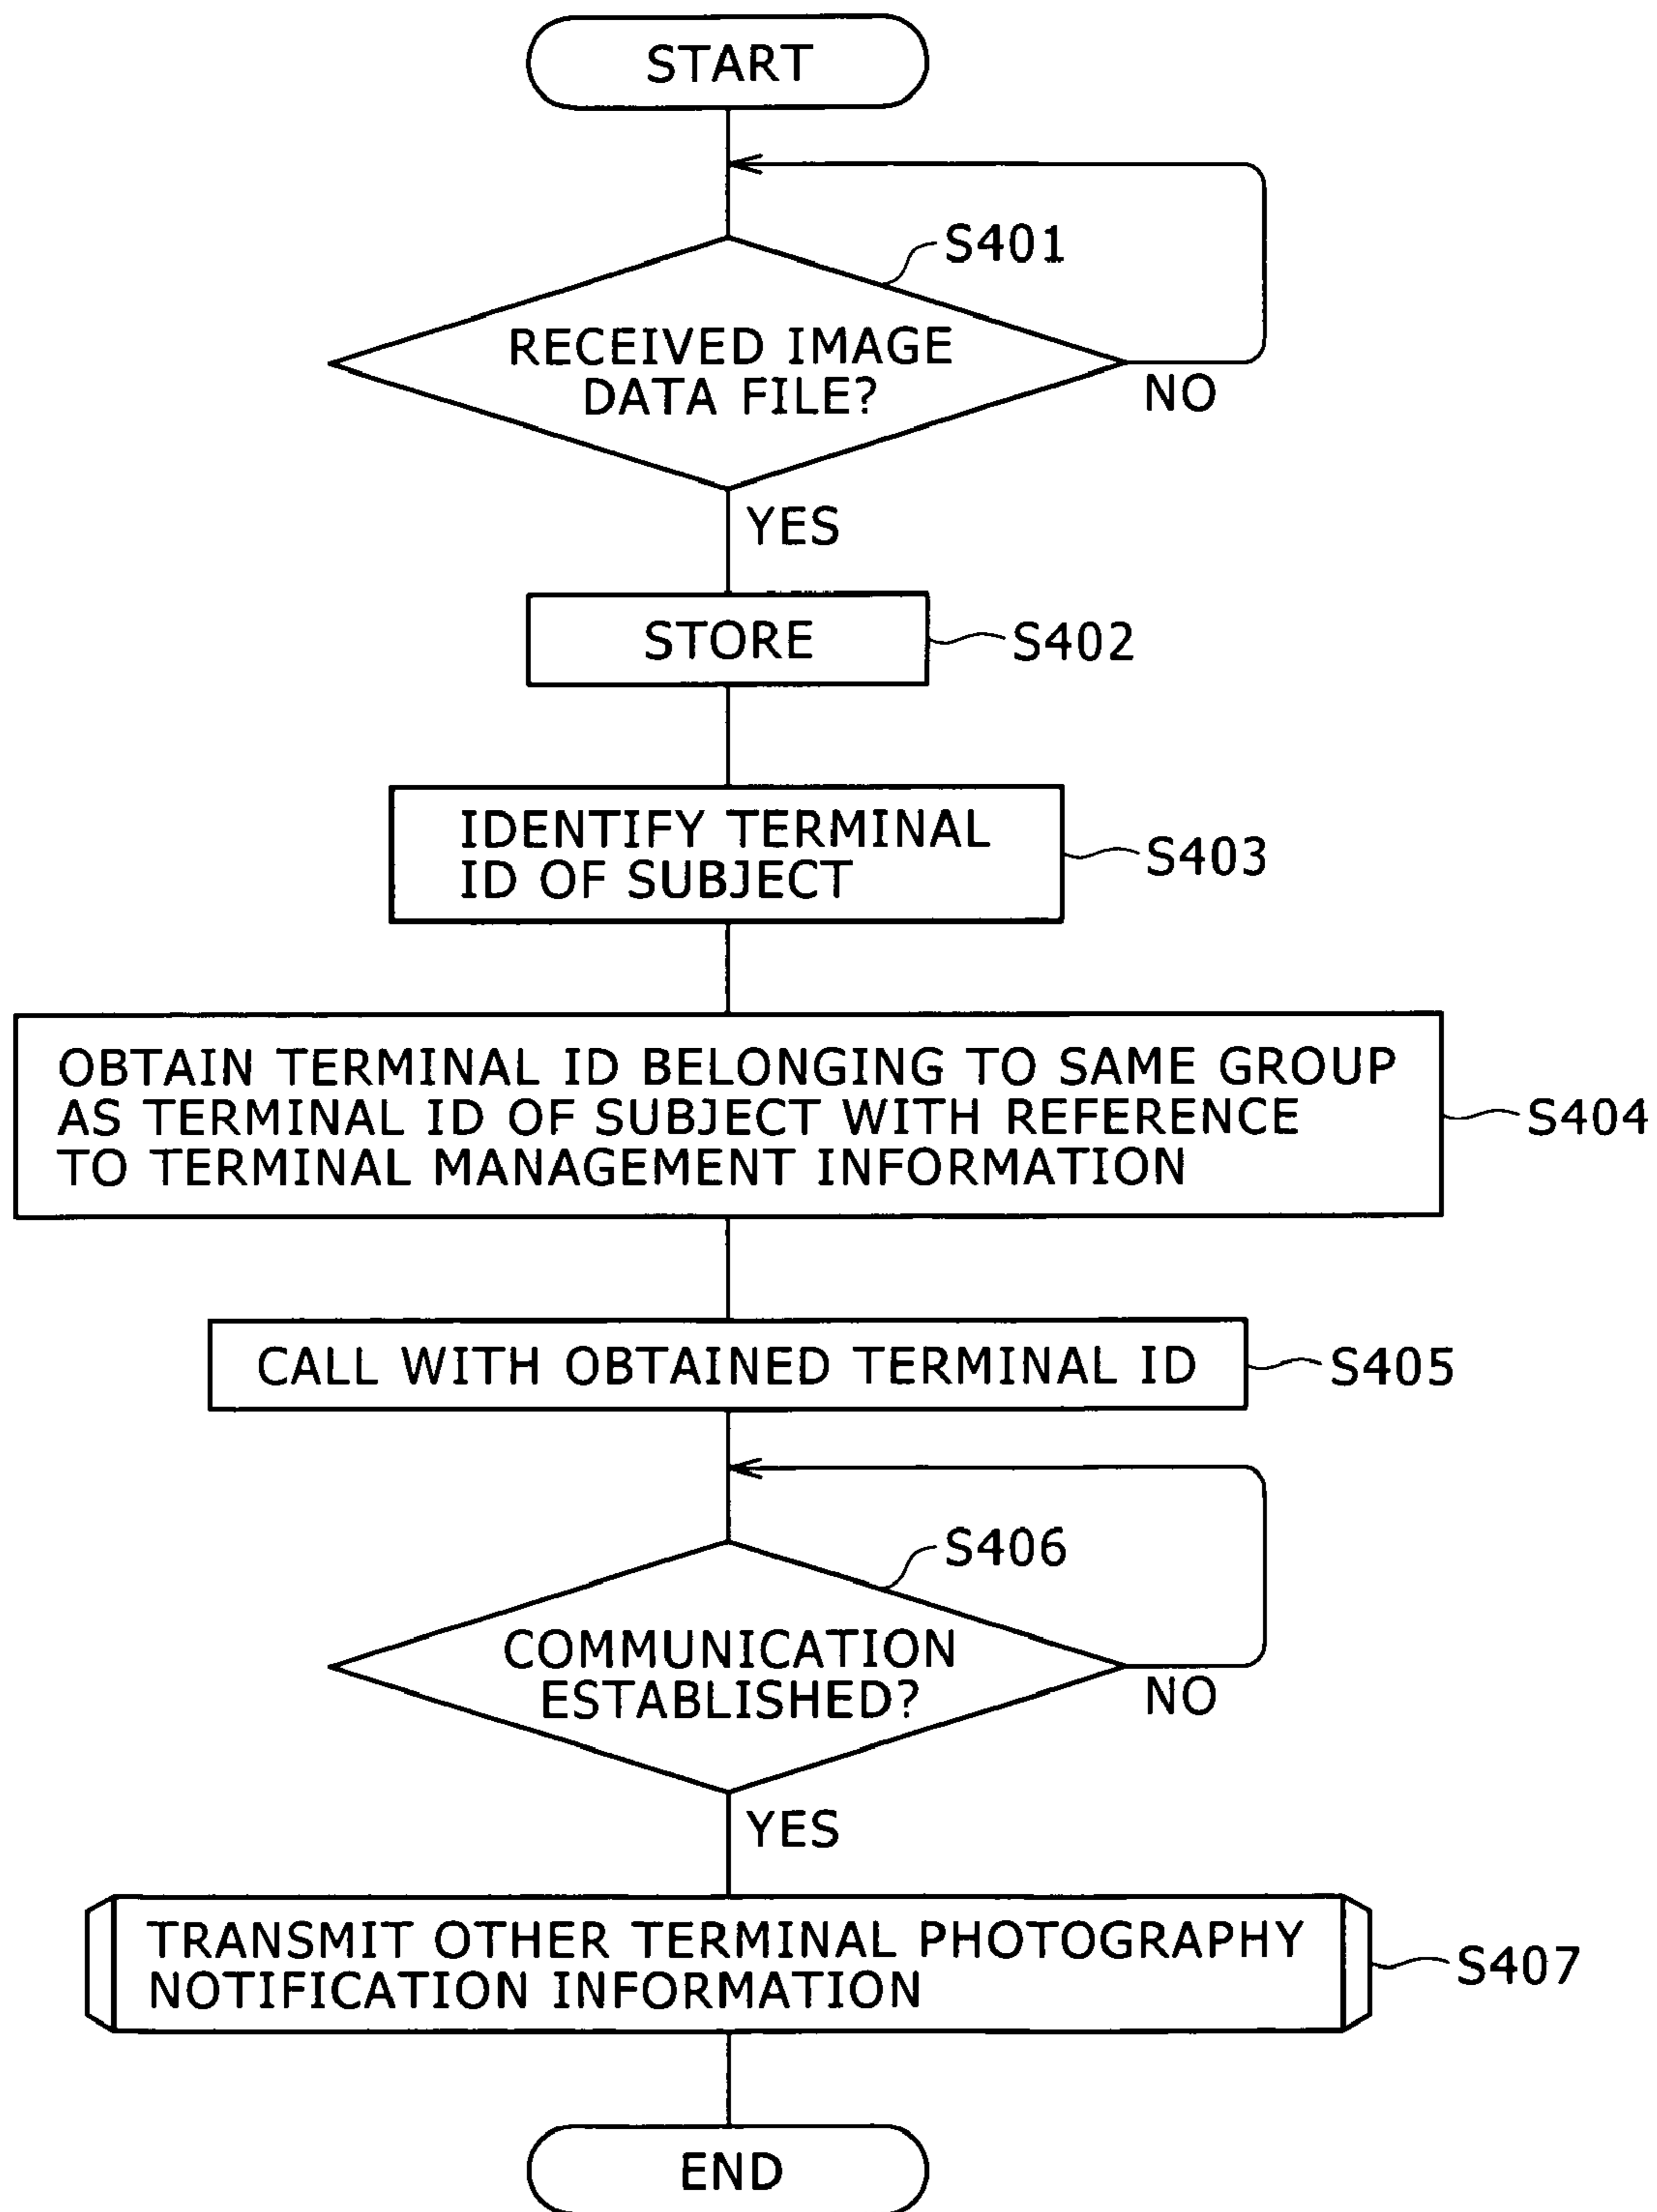 START
S401
RECEIVED IMAGE
DATA FILE?
NO
YES
STORE
S402
IDENTIFY TERMINAL
ID OF SUBJECT
S403
OBTAIN TERMINAL ID BELONGING TO SAME GROUP
AS TERMINAL ID OF SUBJECT WITH REFERENCE
TO TERMINAL MANAGEMENT INFORMATION
S404
CALL WITH OBTAINED TERMINAL ID
S405
S406
COMMUNICATION
ESTABLISHED?
NO
YES
TRANSMIT OTHER TERMINAL PHOTOGRAPHY
NOTIFICATION INFORMATION
S407
END